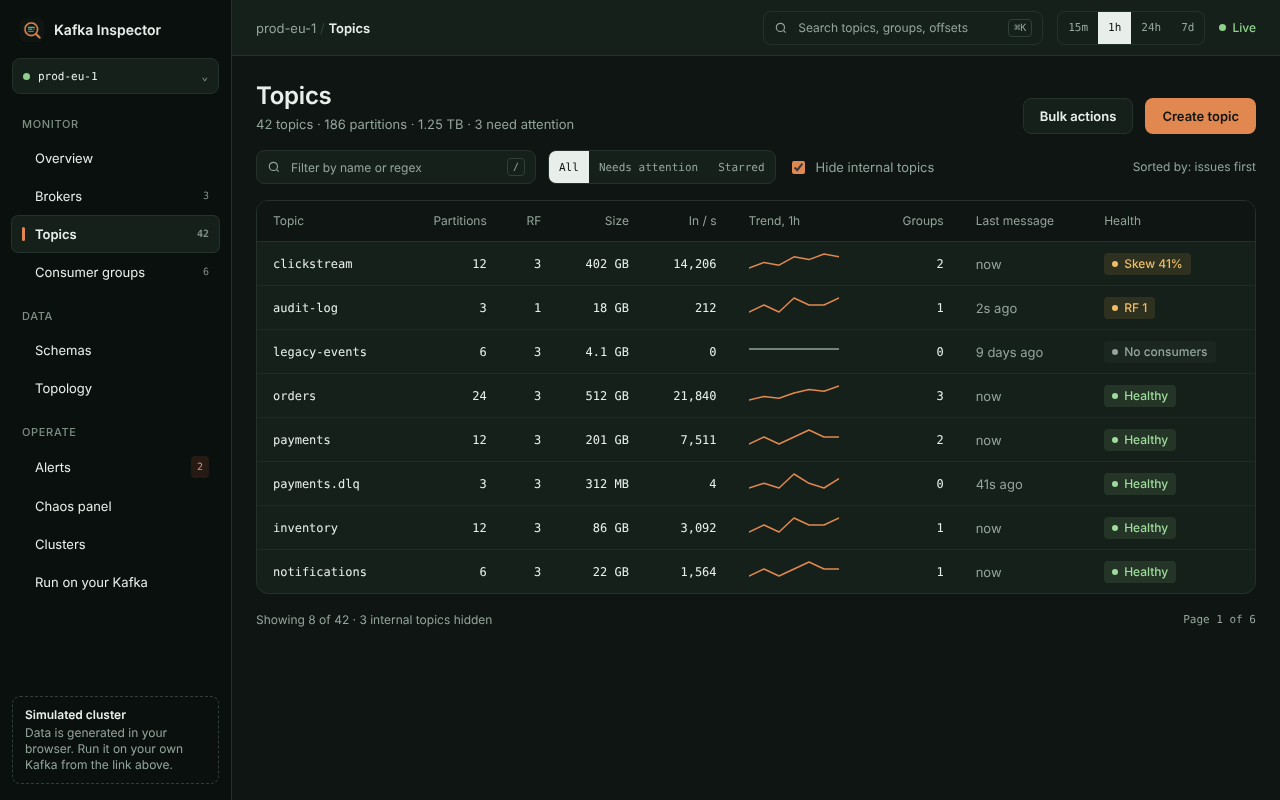 Kafka Inspector
prod-eu-1
MONITOR
Overview
Brokers 3
Topics 42
Consumer groups 6
DATA
Schemas
Topology
OPERATE
Alerts 2
Chaos panel
Clusters
Run on your Kafka
Simulated cluster
Data is generated in your
browser. Run it on your own
Kafka from the link above.
prod-eu-1 / Topics
Search topics, groups, offsets ⌘K
15m 1h 24h 7d
Live
Topics
42 topics · 186 partitions · 1.25 TB · 3 need attention
Bulk actions
Create topic
Filter by name or regex /
All Needs attention Starred
Hide internal topics
Sorted by: issues first
Topic Partitions RF Size In / s Trend, 1h Groups Last message Health
clickstream 12 3 402 GB 14,206 2 now Skew 41%
audit-log 3 1 18 GB 212 1 2s ago RF 1
legacy-events 6 3 4.1 GB 0 0 9 days ago No consumers
orders 24 3 512 GB 21,840 3 now Healthy
payments 12 3 201 GB 7,511 2 now Healthy
payments.dlq 3 3 312 MB 4 0 41s ago Healthy
inventory 12 3 86 GB 3,092 1 now Healthy
notifications 6 3 22 GB 1,564 1 now Healthy
Showing 8 of 42 · 3 internal topics hidden
Page 1 of 6